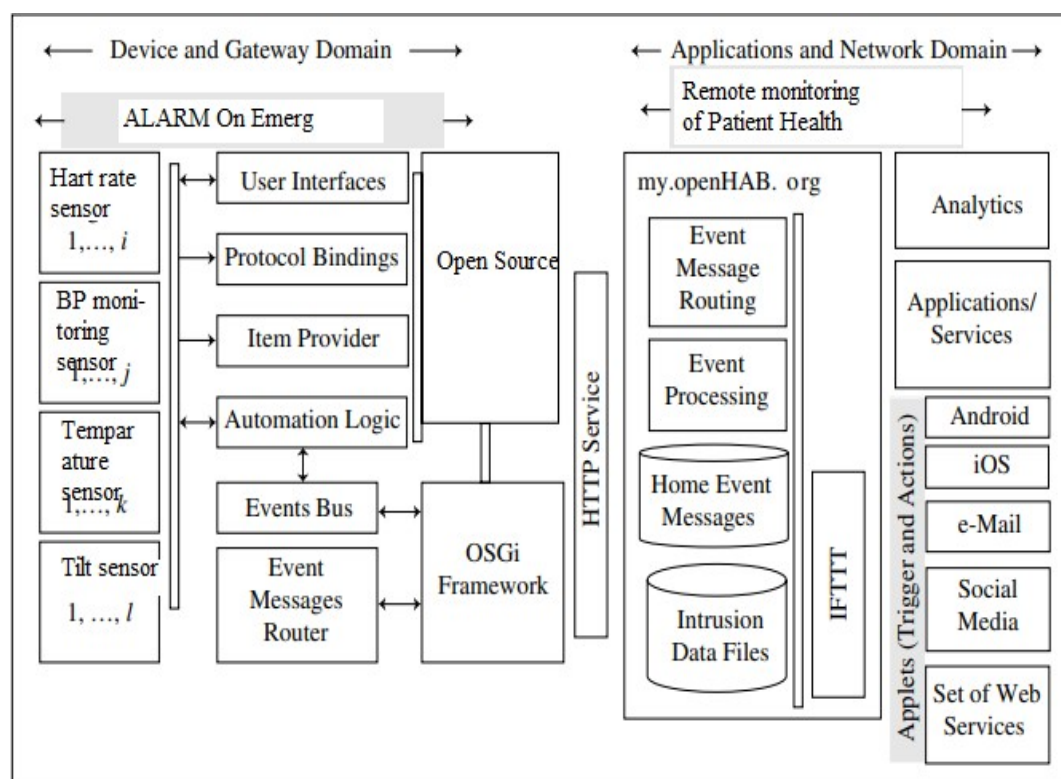 Device and Gateway Domain
Applications and Network Domain
ALARM On Emerg
Remote monitoring
of Patient Health
Hart rate
sensor
1,..., i
BP moni-
toring
sensor
1,..., j
Tempar
ature
sensor
1,..., k
Tilt sensor
1, ..., l
User Interfaces
Protocol Bindings
Item Provider
Automation Logic
Events Bus
Event
Messages
Router
Open Source
OSGi
Framework
HTTP Service
my.openHAB. org
Event
Message
Routing
Event
Processing
Home Event
Messages
Intrusion
Data Files
IFTTT
Analytics
Applications/
Services
Applets (Trigger and Actions)
Android
iOS
e-Mail
Social
Media
Set of Web
Services